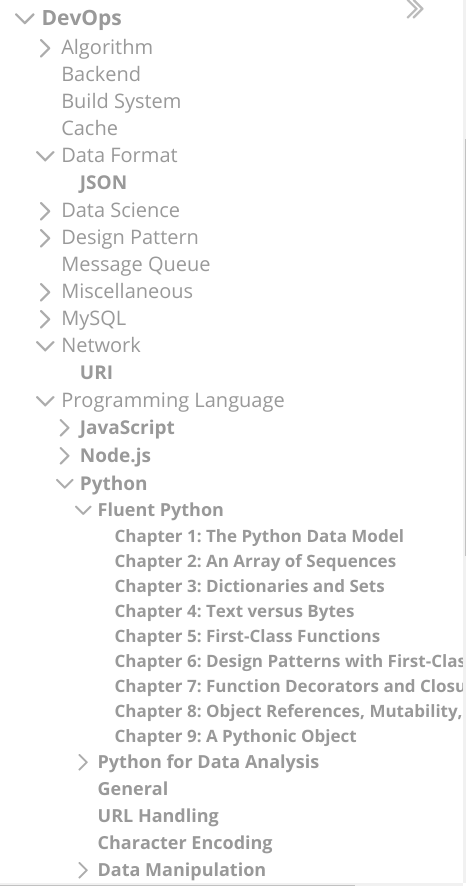 DevOps
Algorithm
Backend
Build System
Cache
Data Format
JSON
Data Science
Design Pattern
Message Queue
Miscellaneous
MySQL
Network
URI
Programming Language
JavaScript
Node.js
Python
Fluent Python
Chapter 1: The Python Data Model
Chapter 2: An Array of Sequences
Chapter 3: Dictionaries and Sets
Chapter 4: Text versus Bytes
Chapter 5: First-Class Functions
Chapter 6: Design Patterns with First-Clas
Chapter 7: Function Decorators and Closu
Chapter 8: Object References, Mutability,
Chapter 9: A Pythonic Object
Python for Data Analysis
General
URL Handling
Character Encoding
Data Manipulation